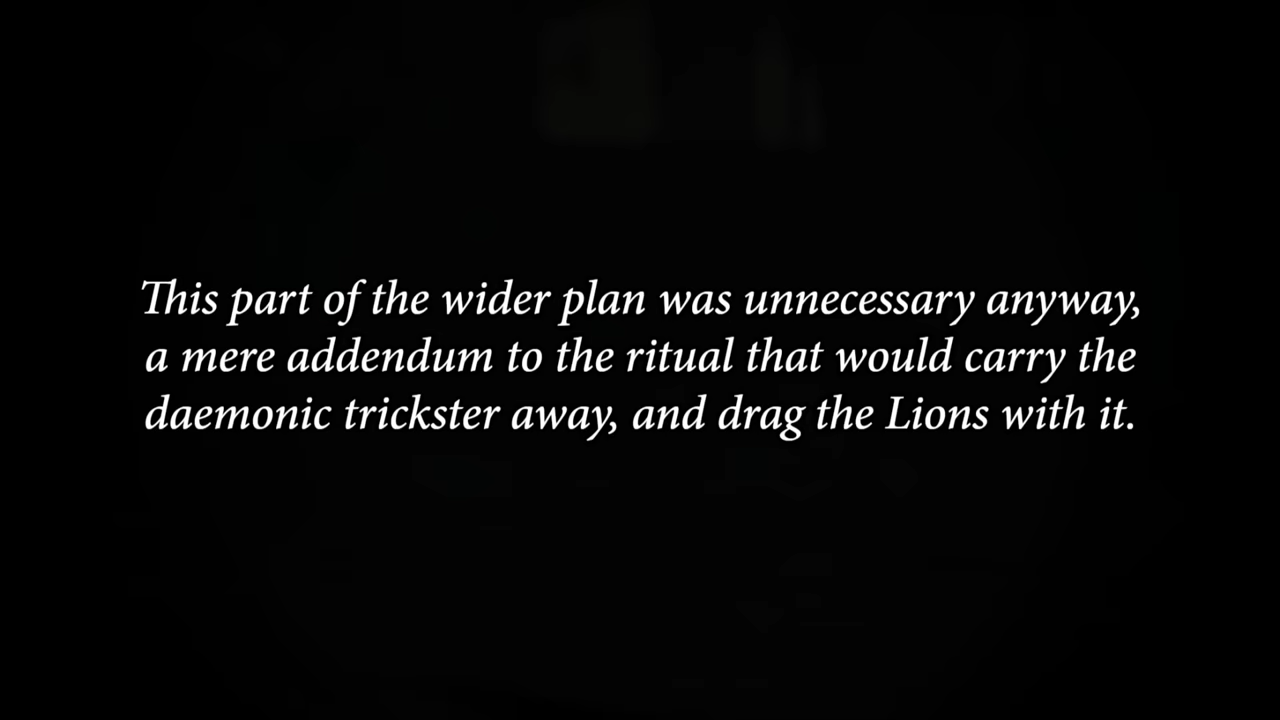 This part of the wider plan was unnecessary anyway,
a mere addendum to the ritual that would carry the
daemonic trickster away, and drag the Lions with it.